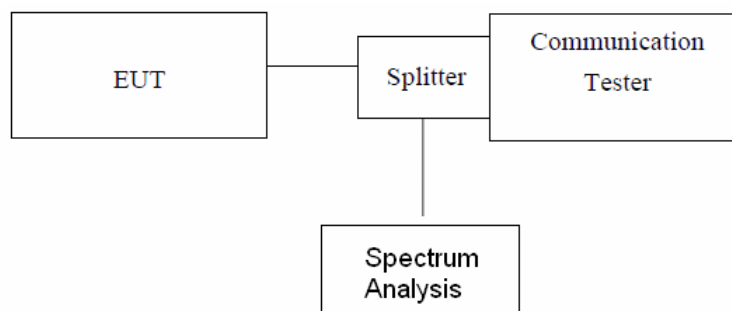 EUT
Splitter
Communication
Tester
Spectrum
Analysis